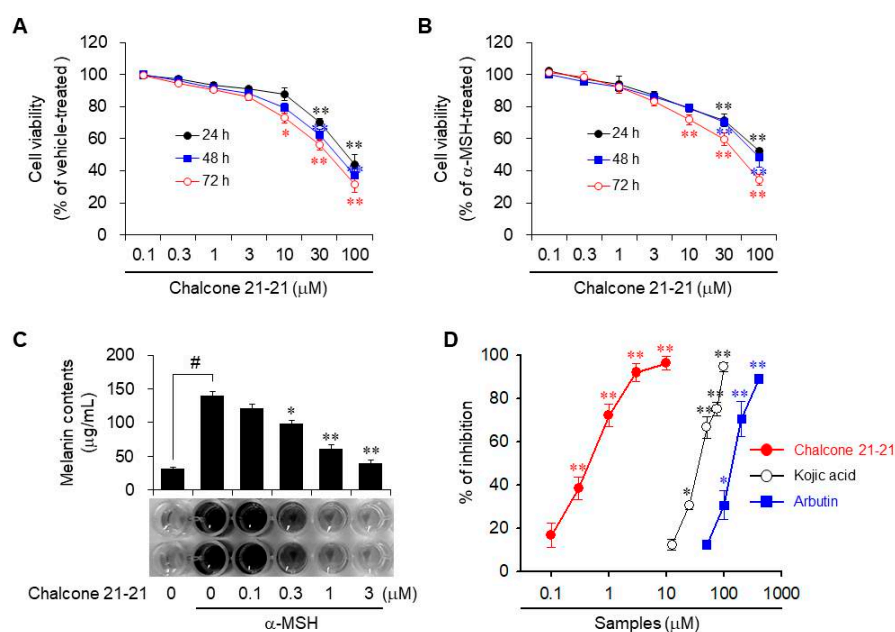 A
120
100
80
60
40
20
0
Cell viability
(% of vehicle-treated)
24 h
48 h
72 h
**
**
**
**
**
**
*
0.1 0.3 1 3 10 30 100
Chalcone 21-21 (μM)
B
120
100
80
60
40
20
0
Cell viability
(% of α-MSH-treated)
24 h
48 h
72 h
**
**
**
**
**
**
**
0.1 0.3 1 3 10 30 100
Chalcone 21-21 (μM)
C
200
150
100
50
0
Melanin contents
(μg/mL)
#
*
**
**
Chalcone 21-21 0 0 0.1 0.3 1 3 (μM)
α-MSH
D
100
80
60
40
20
0
% of inhibition
**
**
**
**
**
**
**
*
**
**
*
Chalcone 21-21
Kojic acid
Arbutin
0.1 1 10 100 1000
Samples (μM)